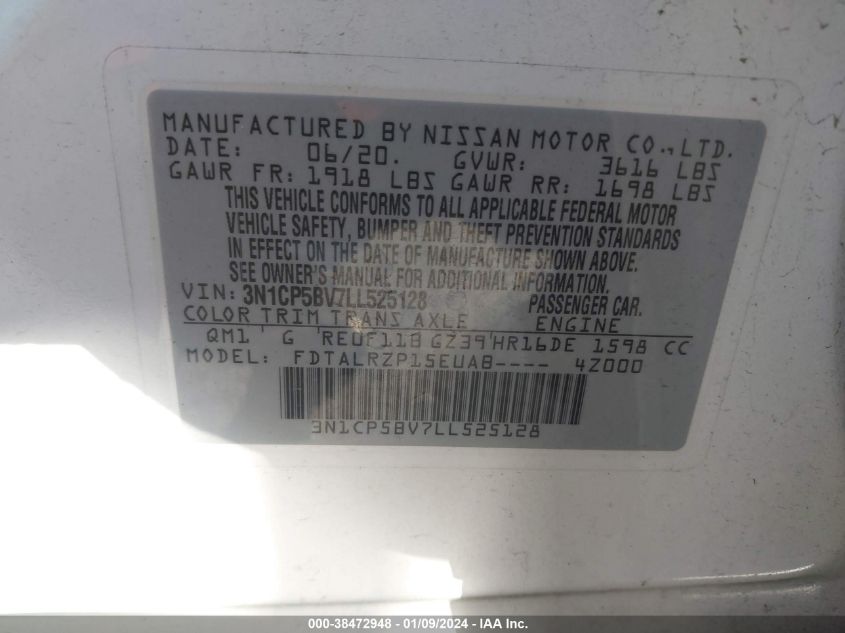 MANUFACTURED BY NISSAN MOTOR CO., LTD.
DATE: 06/20. GVWR: 3616 LBS
GAWR FR: 1918 LBS GAWR RR: 1698 LBS
THIS VEHICLE CONFORMS TO ALL APPLICABLE FEDERAL MOTOR
VEHICLE SAFETY, BUMPER AND THEFT PREVENTION STANDARDS
IN EFFECT ON THE DATE OF MANUFACTURE SHOWN ABOVE.
SEE OWNER'S MANUAL FOR ADDITIONAL INFORMATION.
VIN: 3N1CP5BV7LL525128 PASSENGER CAR.
COLOR TRIM TRANS AXLE ENGINE
QM1 ' G 'RE0F11B GZ39'HR16DE 1598 CC
MODEL: FDTALRZP15EUAB---- 4Z000
3N1CP5BV7LL525128
000-38472948 - 01/09/2024 - IAA Inc.